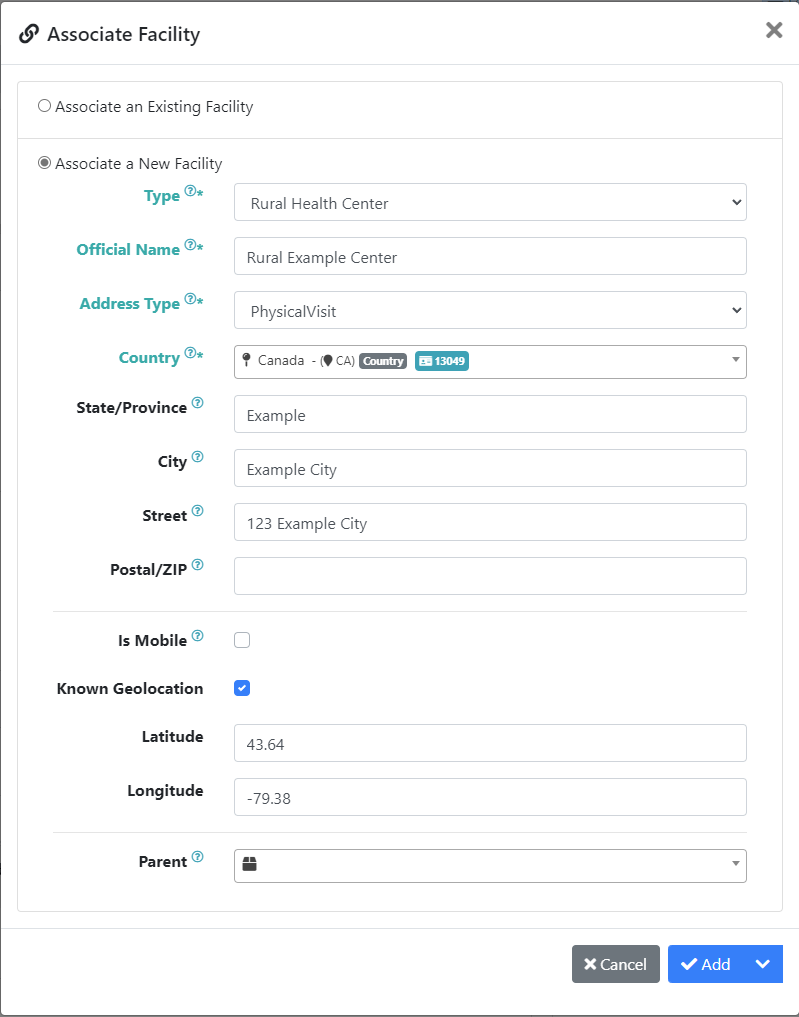 Associate Facility
Associate an Existing Facility
Associate a New Facility
Type ?* Rural Health Center
Official Name ?* Rural Example Center
Address Type ?* PhysicalVisit
Country ?* Canada - (CA) Country 13049
State/Province ? Example
City ? Example City
Street ? 123 Example City
Postal/ZIP ?
Is Mobile ?
Known Geolocation
Latitude 43.64
Longitude -79.38
Parent ?
Cancel Add